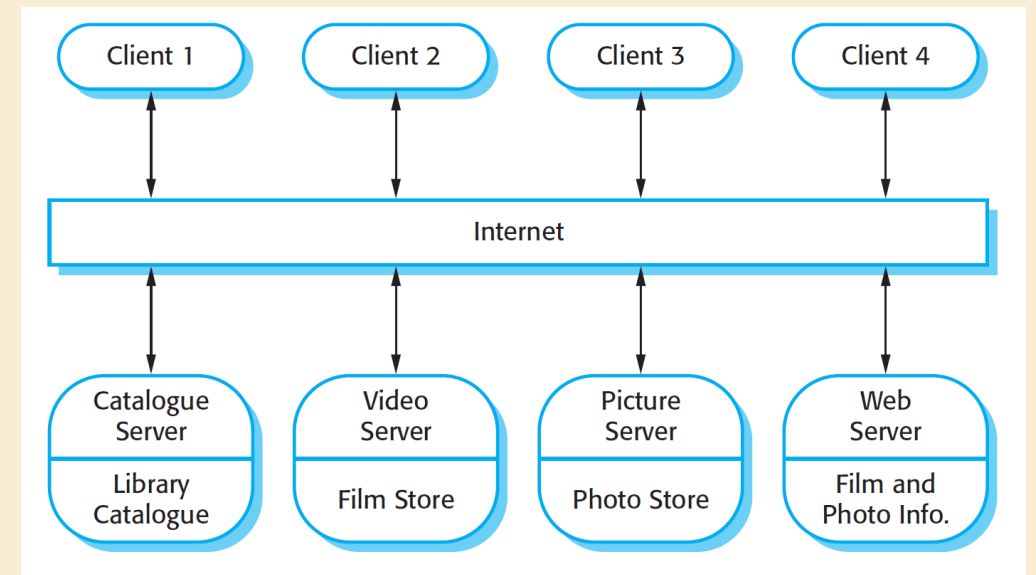 Client 1
Client 2
Client 3
Client 4
Internet
Catalogue
Server
Library
Catalogue
Video
Server
Film Store
Picture
Server
Photo Store
Web
Server
Film and
Photo Info.